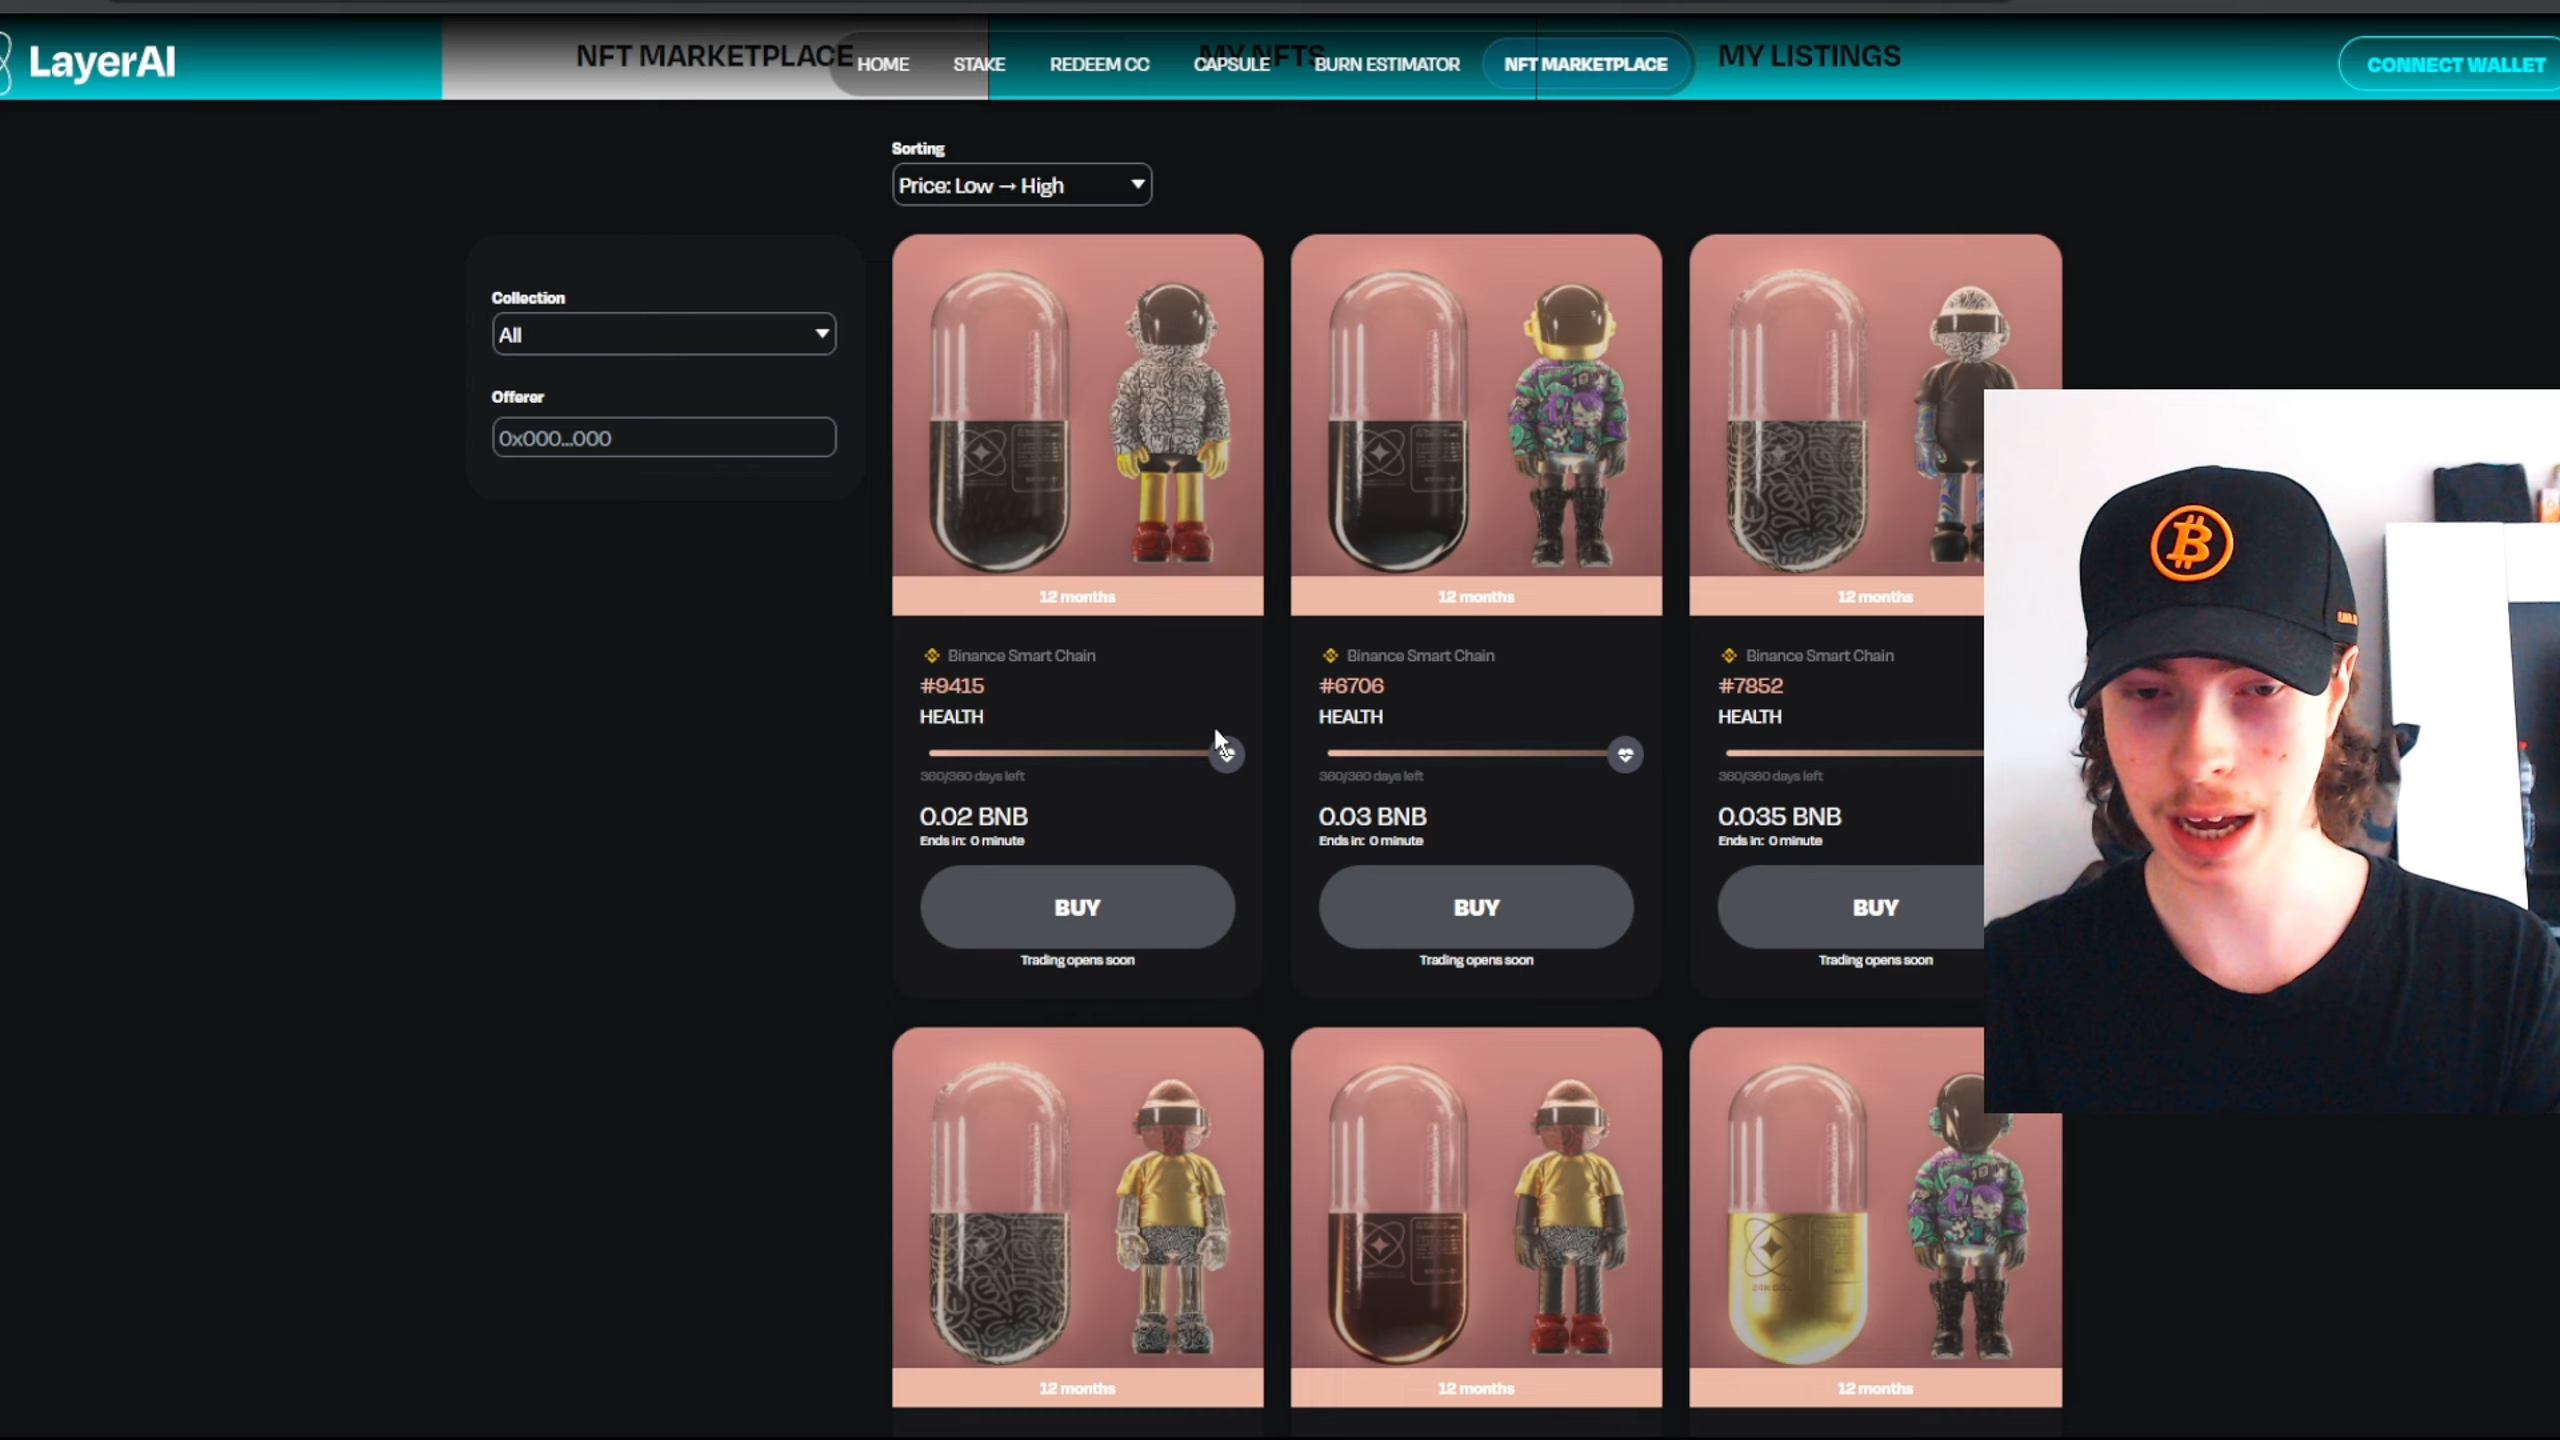 LayerAI
NFT MARKETPLACE
MY NFTS
MY LISTINGS
HOME
STAKE
REDEEM CC
CAPSULE
BURN ESTIMATOR
NFT MARKETPLACE
CONNECT WALLET
Sorting
Price: Low → High
Collection
All
Offerer
0x000...000
12 months
12 months
12 months
Binance Smart Chain
Binance Smart Chain
Binance Smart Chain
#9415
#6706
#7852
HEALTH
HEALTH
HEALTH
360/360 days left
360/360 days left
360/360 days left
0.02 BNB
0.03 BNB
0.035 BNB
Ends in: 0 minute
Ends in: 0 minute
Ends in: 0 minute
BUY
BUY
BUY
Trading opens soon
Trading opens soon
Trading opens soon
12 months
12 months
12 months